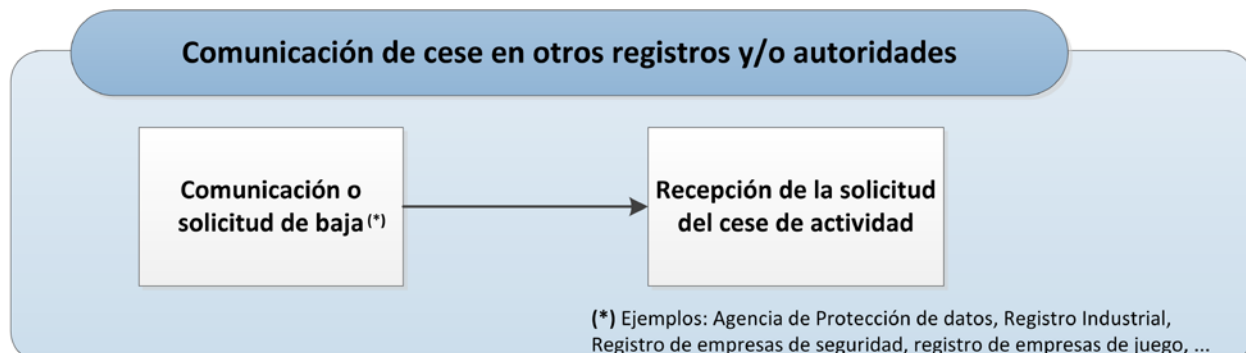 Comunicación de cese en otros registros y/o autoridades
Comunicación o
solicitud de baja (*)
Recepción de la solicitud
del cese de actividad
(*) Ejemplos: Agencia de Protección de datos, Registro Industrial,
Registro de empresas de seguridad, registro de empresas de juego, ...